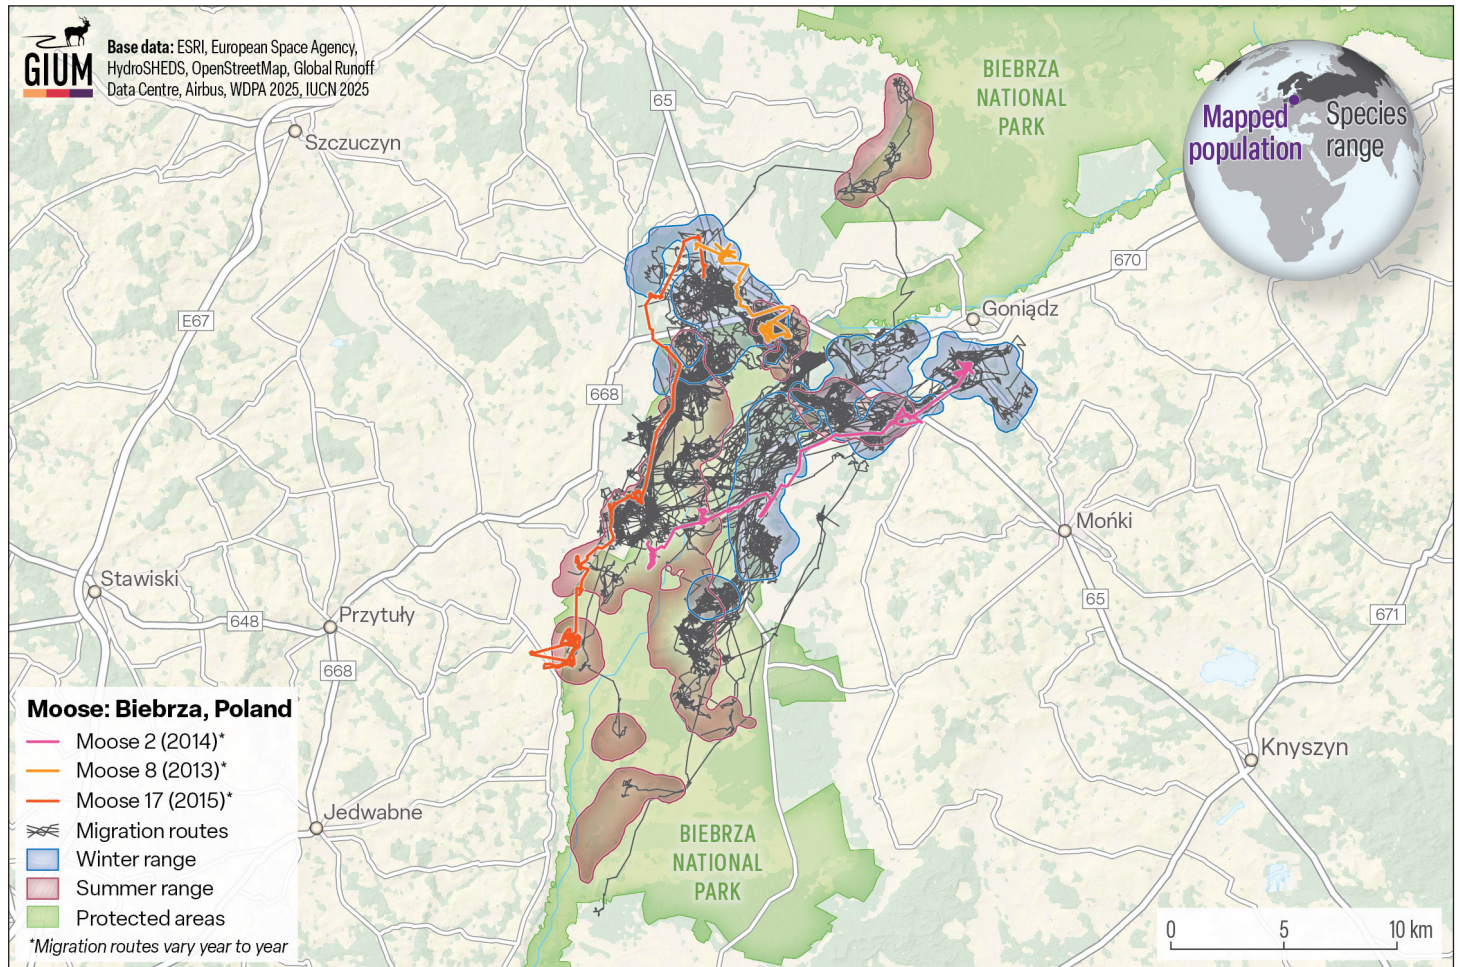 GIUM
Base data: ESRI, European Space Agency,
HydroSHEDS, OpenStreetMap, Global Runoff
Data Centre, Airbus, WDPA 2025, IUCN 2025
BIEBRZA
NATIONAL
PARK
Mapped
population
Species
range
65
Szczuczyn
670
Goniądz
E67
668
Mońki
Stawiski
648
Przytuły
65
671
668
Knyszyn
Jedwabne
BIEBRZA
NATIONAL
PARK
Moose: Biebrza, Poland
Moose 2 (2014)*
Moose 8 (2013)*
Moose 17 (2015)*
Migration routes
Winter range
Summer range
Protected areas
*Migration routes vary year to year
0 5 10 km